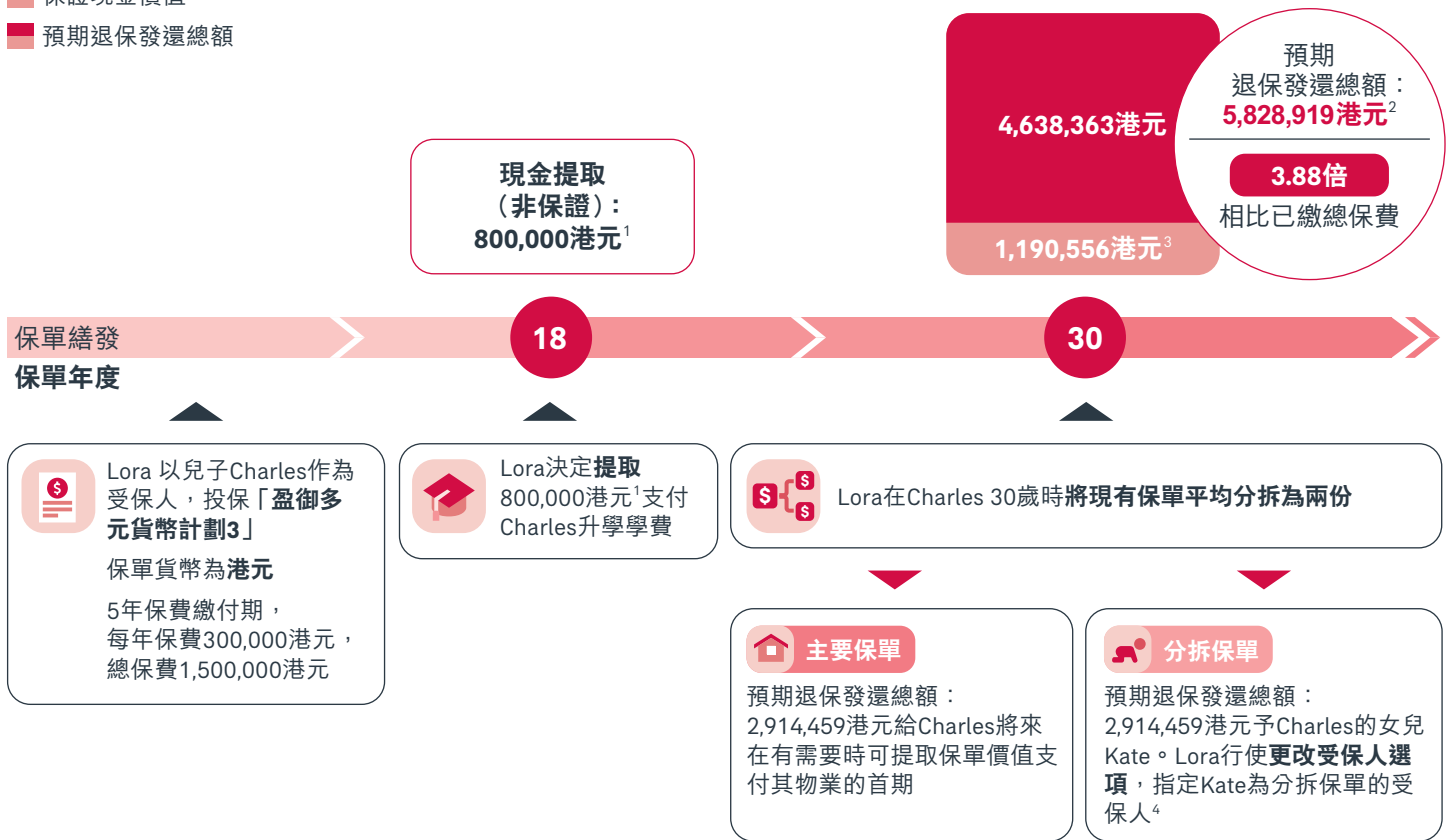 保證現金價值
預期退保發還總額
4,638,363港元
1,190,556港元3
預期
退保發還總額：
5,828,919港元2
3.88倍
相比已繳總保費
現金提取
（非保證）：
800,000港元1
保單繕發
18
30
保單年度
Lora 以兒子Charles作為
受保人，投保「盈御多
元貨幣計劃3」
保單貨幣為港元
5年保費繳付期，
每年保費300,000港元，
總保費1,500,000港元
Lora決定提取
800,000港元1支付
Charles升學學費
Lora在Charles 30歲時將現有保單平均分拆為兩份
主要保單
預期退保發還總額：
2,914,459港元給Charles將來
在有需要時可提取保單價值支
付其物業的首期
分拆保單
預期退保發還總額：
2,914,459港元予Charles的女兒
Kate。Lora行使更改受保人選
項，指定Kate為分拆保單的受
保人4